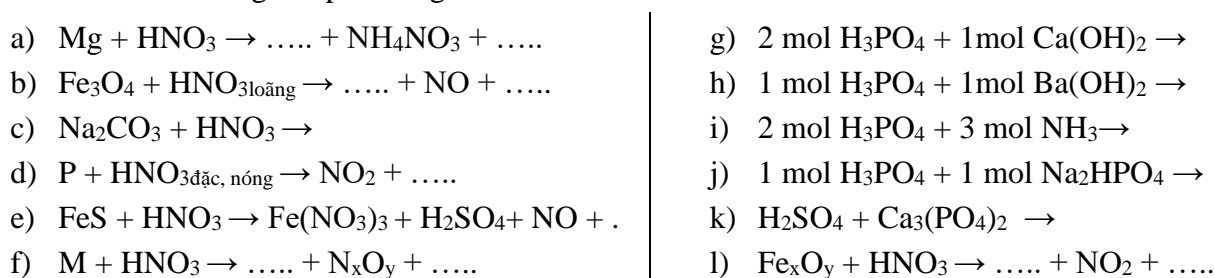 a) Mg + HNO₃ → ….. + NH₄NO₃ + …..
b) Fe₃O₄ + HNO₃loãng → ….. + NO + …..
c) Na₂CO₃ + HNO₃ →
d) P + HNO₃đặc, nóng → NO₂ + …..
e) FeS + HNO₃ → Fe(NO₃)₃ + H₂SO₄+ NO + .
f) M + HNO₃ → ….. + NₓOᵧ + …..
g) 2 mol H₃PO₄ + 1mol Ca(OH)₂ →
h) 1 mol H₃PO₄ + 1mol Ba(OH)₂ →
i) 2 mol H₃PO₄ + 3 mol NH₃→
j) 1 mol H₃PO₄ + 1 mol Na₂HPO₄ →
k) H₂SO₄ + Ca₃(PO₄)₂ →
l) FeₓOᵧ + HNO₃ → ….. + NO₂ + …..